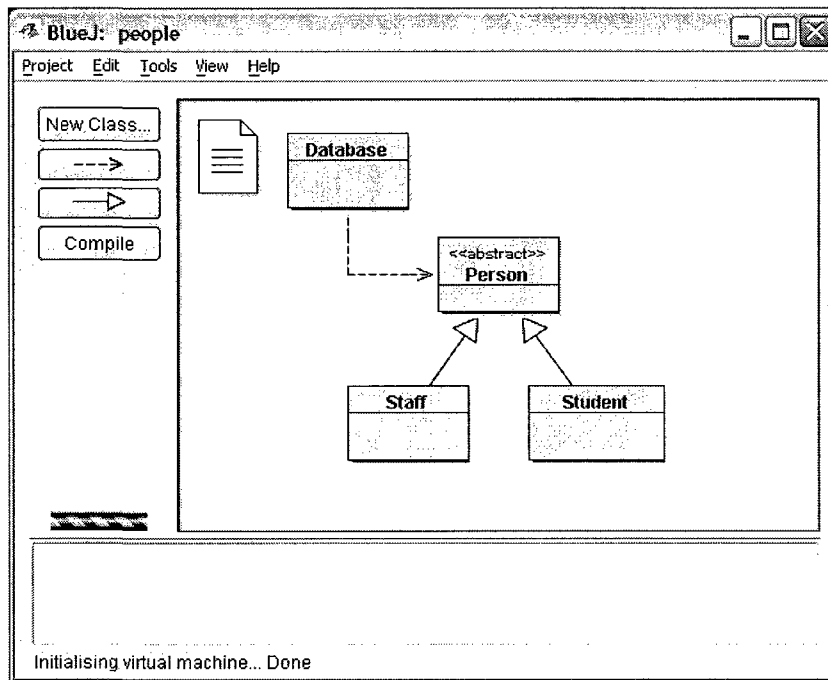 BlueJ: people
Project Edit Tools View Help
New Class...
Compile
Database
<<abstract>>
Person
Staff
Student
Initialising virtual machine... Done